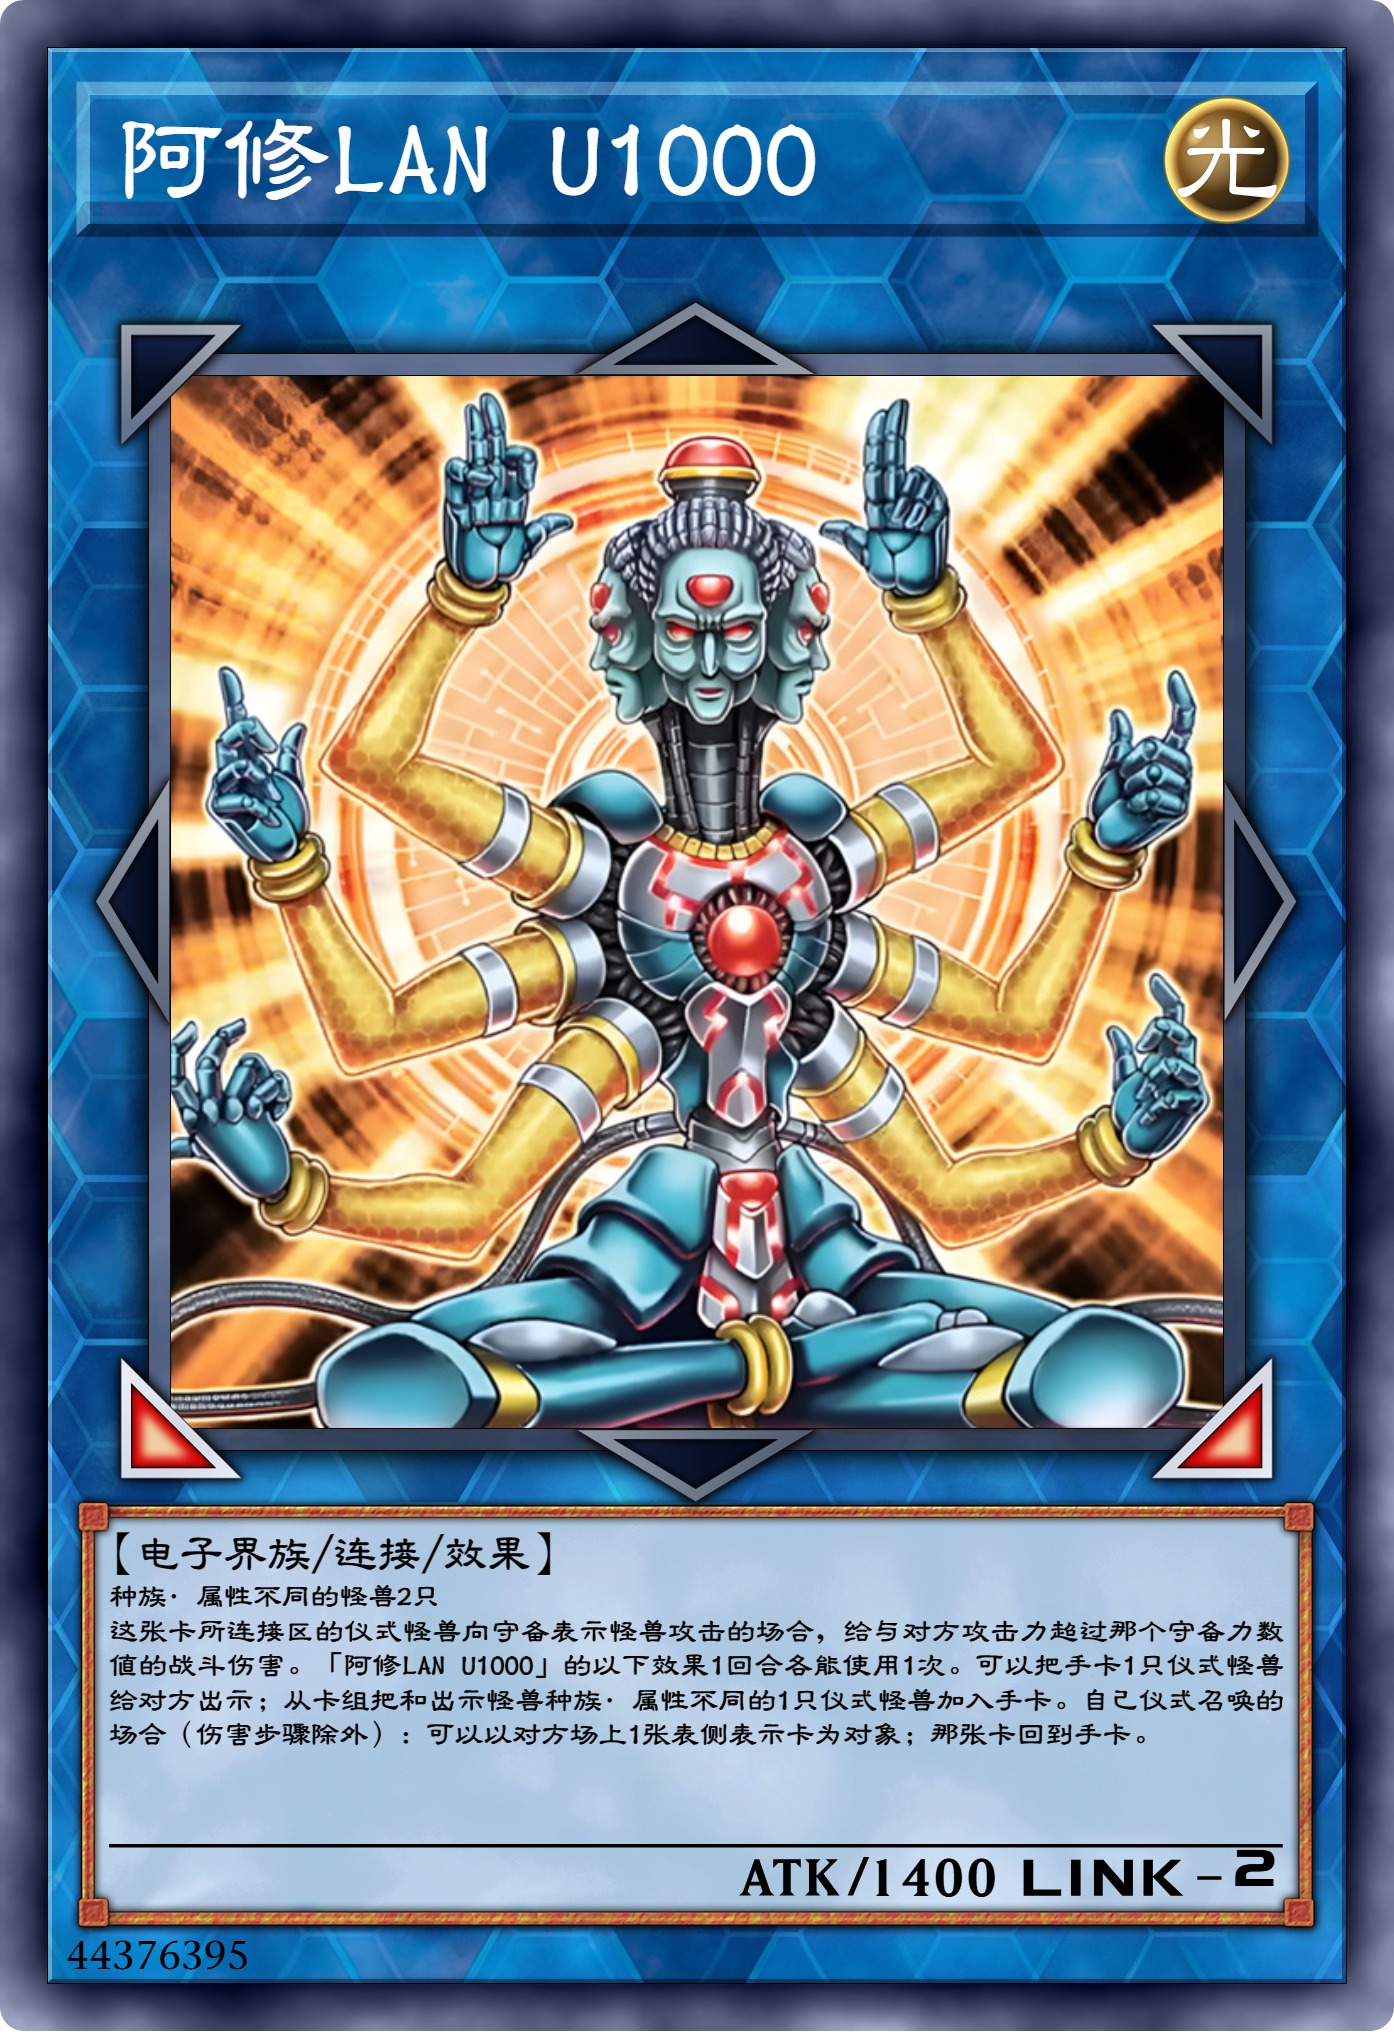 阿修LAN U1000
光
【电子界族/连接/效果】
种族·属性不同的怪兽2只
这张卡所连接区的仪式怪兽向守备表示怪兽攻击的场合，给与对方攻击力超过那个守备力数
值的战斗伤害。「阿修LAN U1000」的以下效果1回合各能使用1次。可以把手卡1只仪式怪兽
给对方出示；从卡组把和出示怪兽种族·属性不同的1只仪式怪兽加入手卡。自己仪式召唤的
场合（伤害步骤除外）：可以以对方场上1张表侧表示卡为对象；那张卡回到手卡。
ATK/1400 LINK-2
44376395